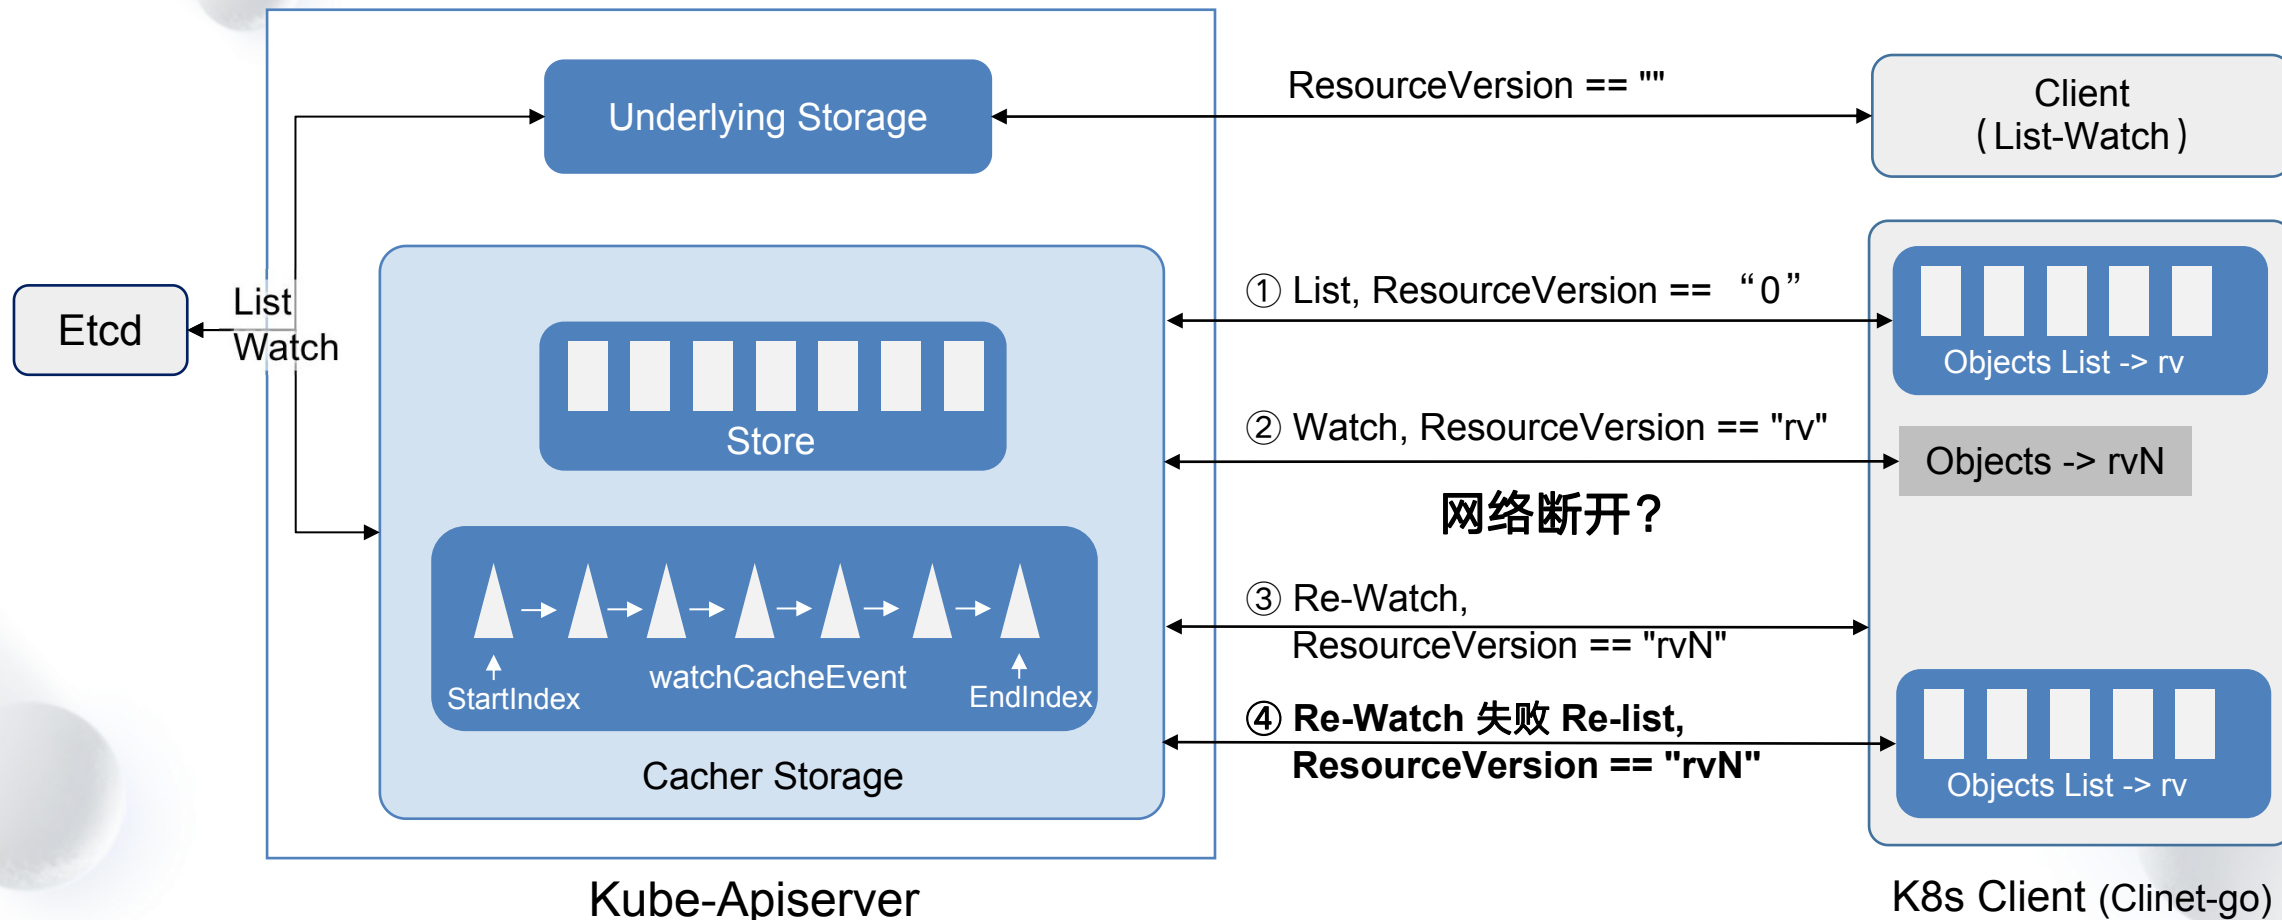 Underlying Storage
ResourceVersion == ""
Client
(List-Watch)
Etcd
List
Watch
Store
StartIndex
watchCacheEvent
EndIndex
Cacher Storage
Kube-Apiserver
① List, ResourceVersion == “0”
② Watch, ResourceVersion == "rv"
网络断开？
③ Re-Watch,
ResourceVersion == "rvN"
④ Re-Watch 失败 Re-list,
ResourceVersion == "rvN"
Objects List -> rv
Objects -> rvN
Objects List -> rv
K8s Client (Clinet-go)